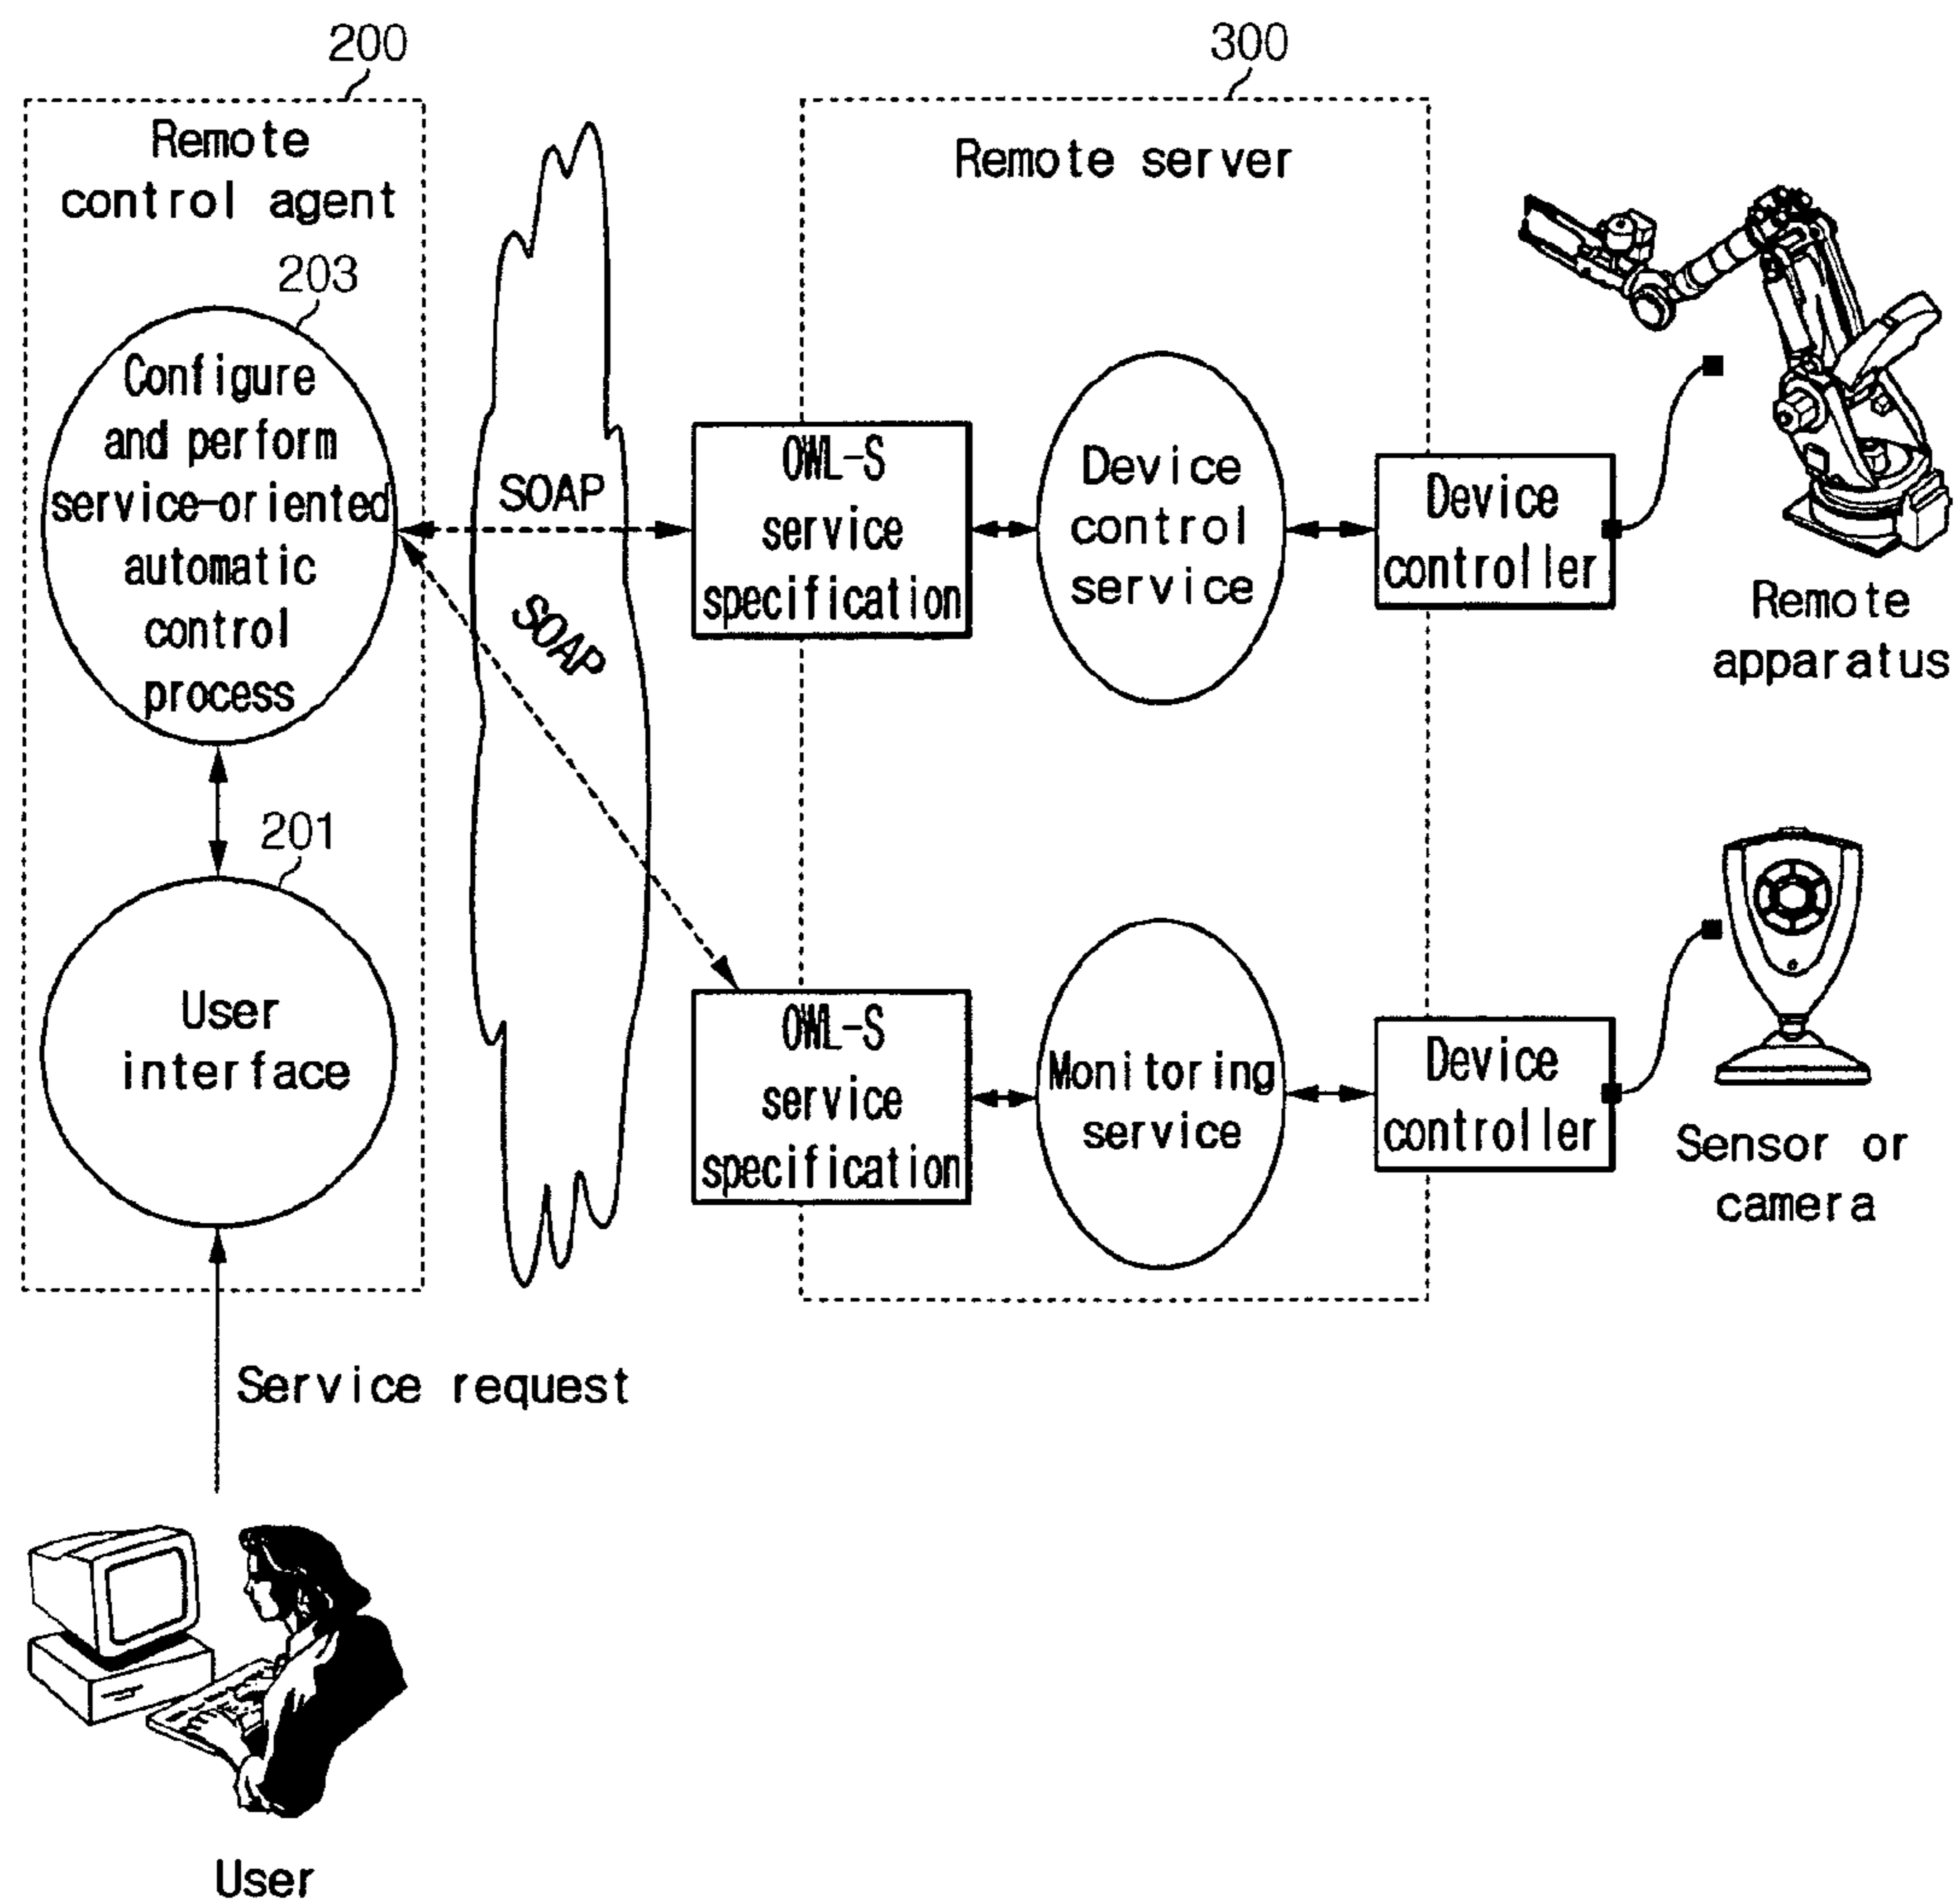 200
Remote
control agent
203
Configure
and perform
service-oriented
automatic
control
process
201
User
interface
Service request
User
SOAP
SOAP
300
Remote server
OWL-S
service
specification
Device
control
service
Device
controller
Remote
apparatus
OWL-S
service
specification
Monitoring
service
Device
controller
Sensor or
camera